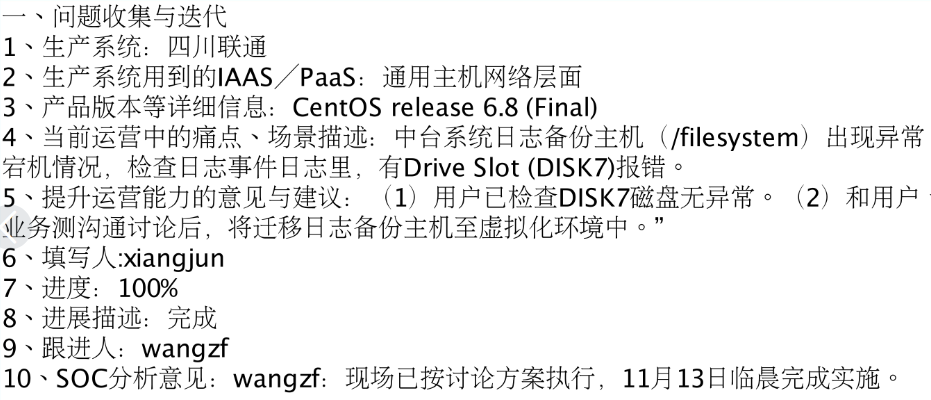 一、问题收集与迭代
1、生产系统：四川联通
2、生产系统用到的IAAS／PaaS：通用主机网络层面
3、产品版本等详细信息：CentOS release 6.8 (Final)
4、当前运营中的痛点、场景描述：中台系统日志备份主机（/filesystem）出现异常
宕机情况，检查日志事件日志里，有Drive Slot (DISK7)报错。
5、提升运营能力的意见与建议：（1）用户已检查DISK7磁盘无异常。（2）和用户
业务测沟通讨论后，将迁移日志备份主机至虚拟化环境中。”
6、填写人:xiangjun
7、进度：100%
8、进展描述：完成
9、跟进人：wangzf
10、SOC分析意见：wangzf：现场已按讨论方案执行，11月13日临晨完成实施。